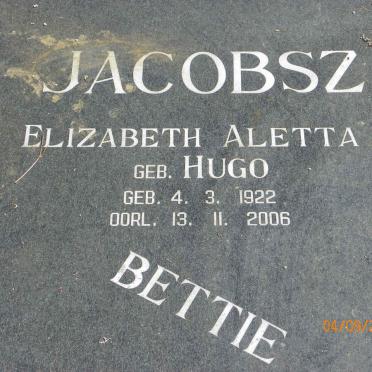 JACOBSZ
ELIZABETH ALETTA
GEB. HUGO
GEB. 4. 3. 1922
OORL. 13. 11. 2006
BETTIE